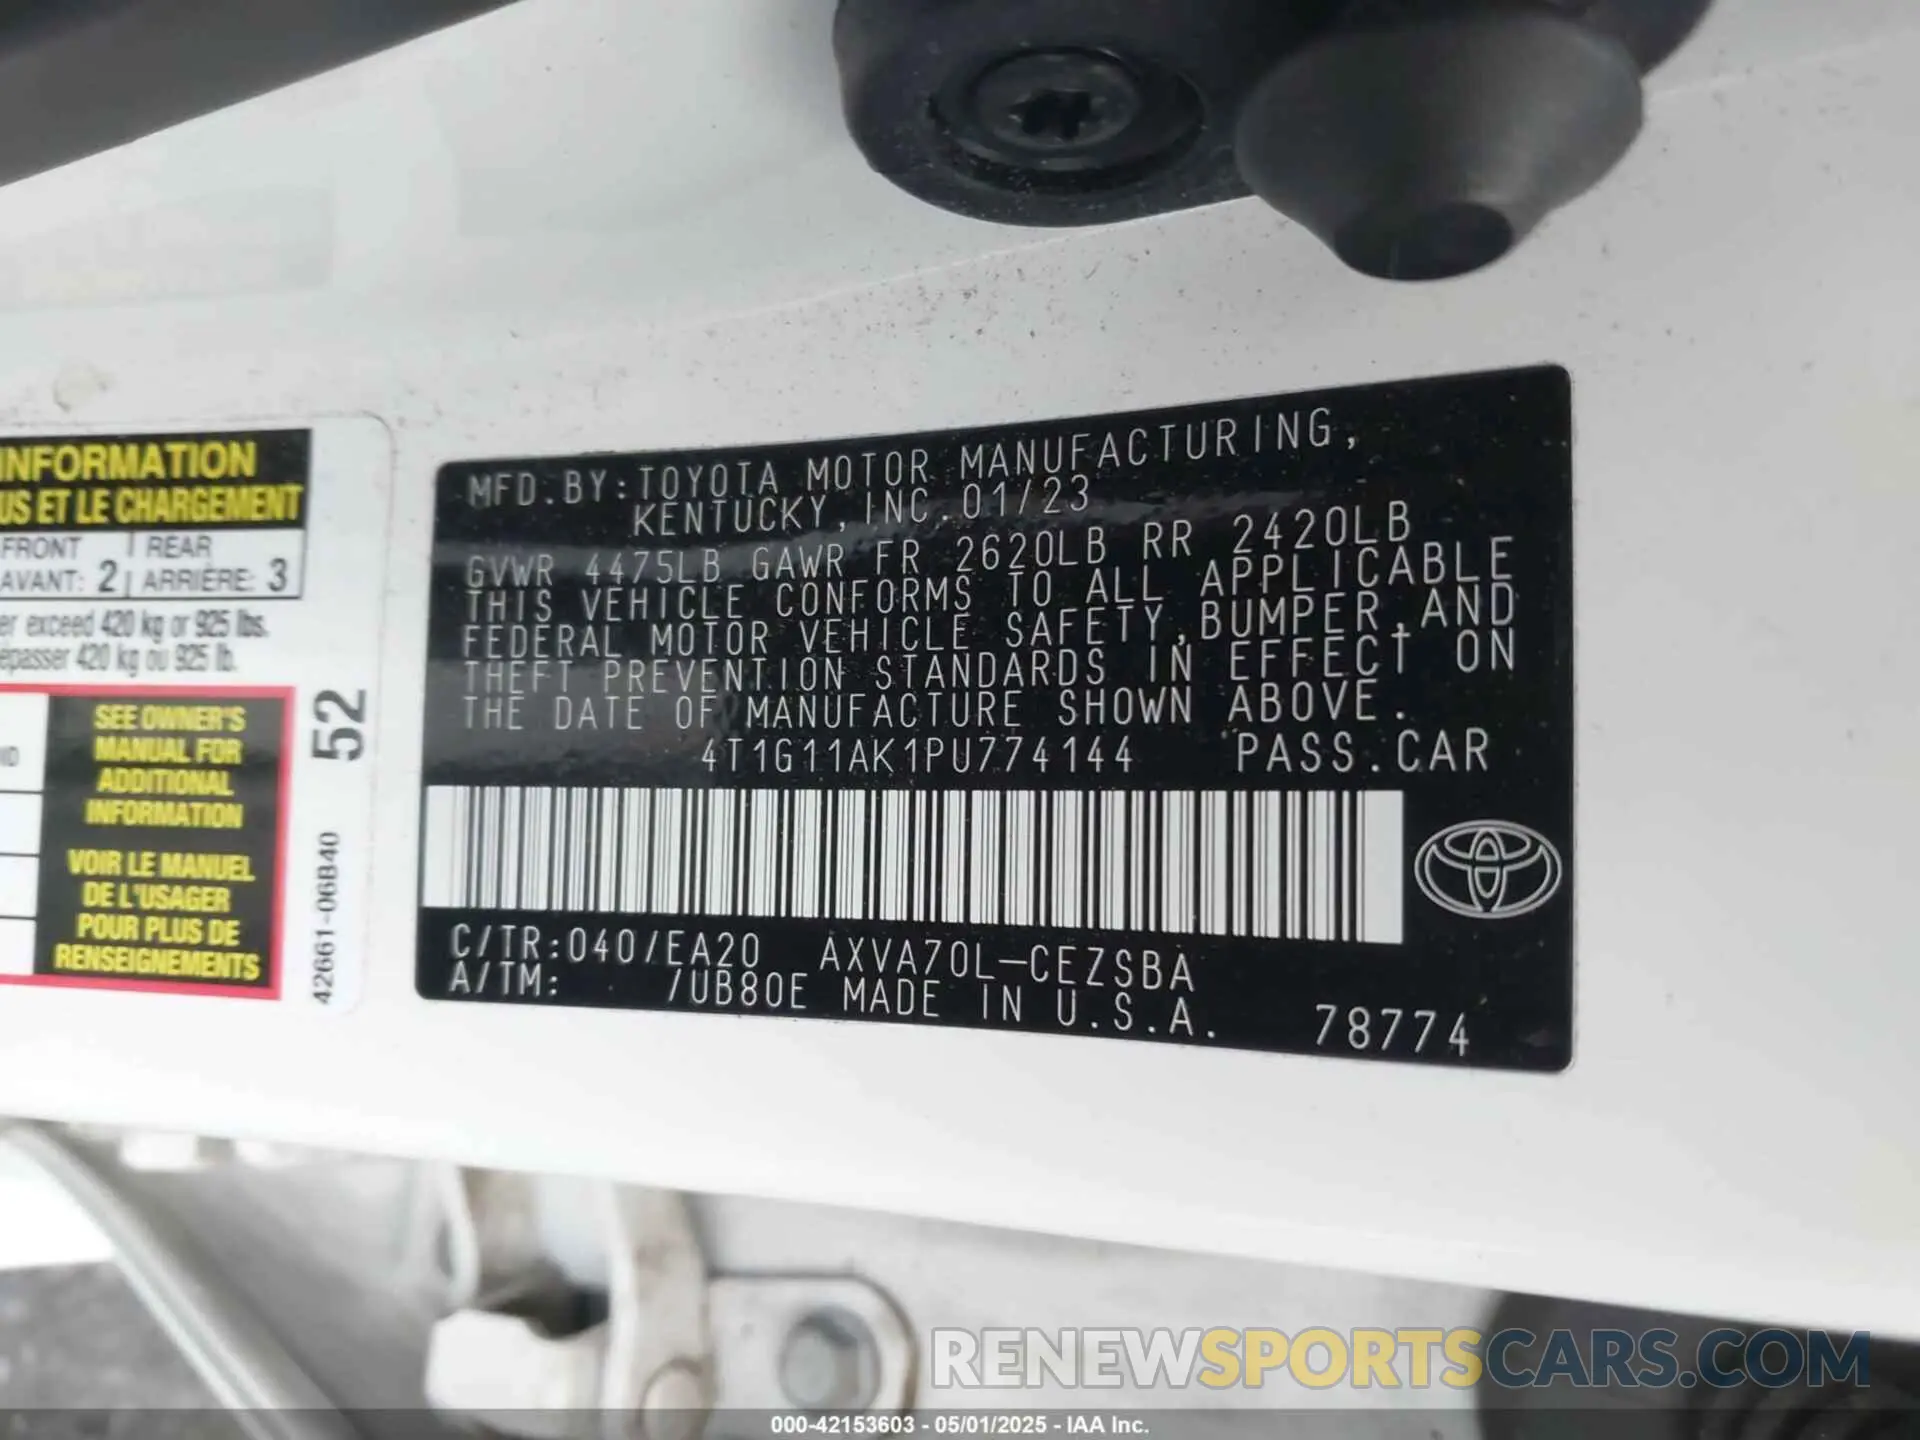 INFORMATION
US ET LE CHARGEMENT
FRONT REAR
AVANT: 2 ARRIÈRE: 3
er exceed 420 kg or 925 lbs.
épasser 420 kg ou 925 lb.
SEE OWNER'S
MANUAL FOR
ADDITIONAL
INFORMATION
VOIR LE MANUEL
DE L'USAGER
POUR PLUS DE
RENSEIGNEMENTS
52
42661-06B40
MFD.BY:TOYOTA MOTOR MANUFACTURING,
KENTUCKY,INC.01/23
GVWR 4475LB GAWR FR 2620LB RR 2420LB
THIS VEHICLE CONFORMS TO ALL APPLICABLE
FEDERAL MOTOR VEHICLE SAFETY,BUMPER,AND
THEFT PREVENTION STANDARDS IN EFFECT ON
THE DATE OF MANUFACTURE SHOWN ABOVE.
4T1G11AK1PU774144 PASS.CAR
C/TR:040/EA20 AXVA70L-CEZSBA
A/TM: /UB80E MADE IN U.S.A.
78774
RENEWSPORTSCARS.COM
000-42153603 - 05/01/2025 - IAA Inc.